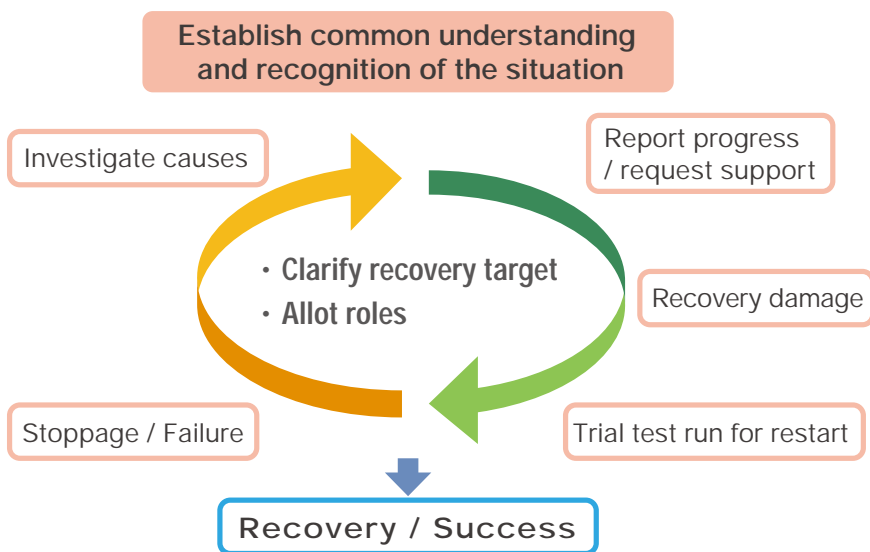 Establish common understanding
and recognition of the situation
Investigate causes
Report progress
/ request support
・Clarify recovery target
・Allot roles
Recovery damage
Stoppage / Failure
Trial test run for restart
Recovery / Success